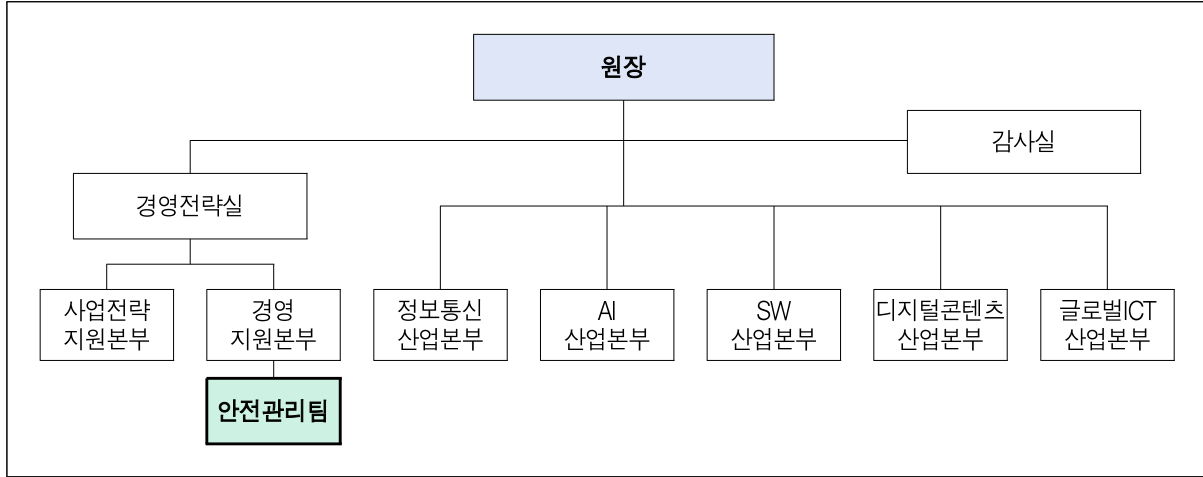 원장
감사실
경영전략실
사업전략
지원본부
경영
지원본부
정보통신
산업본부
AI
산업본부
SW
산업본부
디지털콘텐츠
산업본부
글로벌ICT
산업본부
안전관리팀